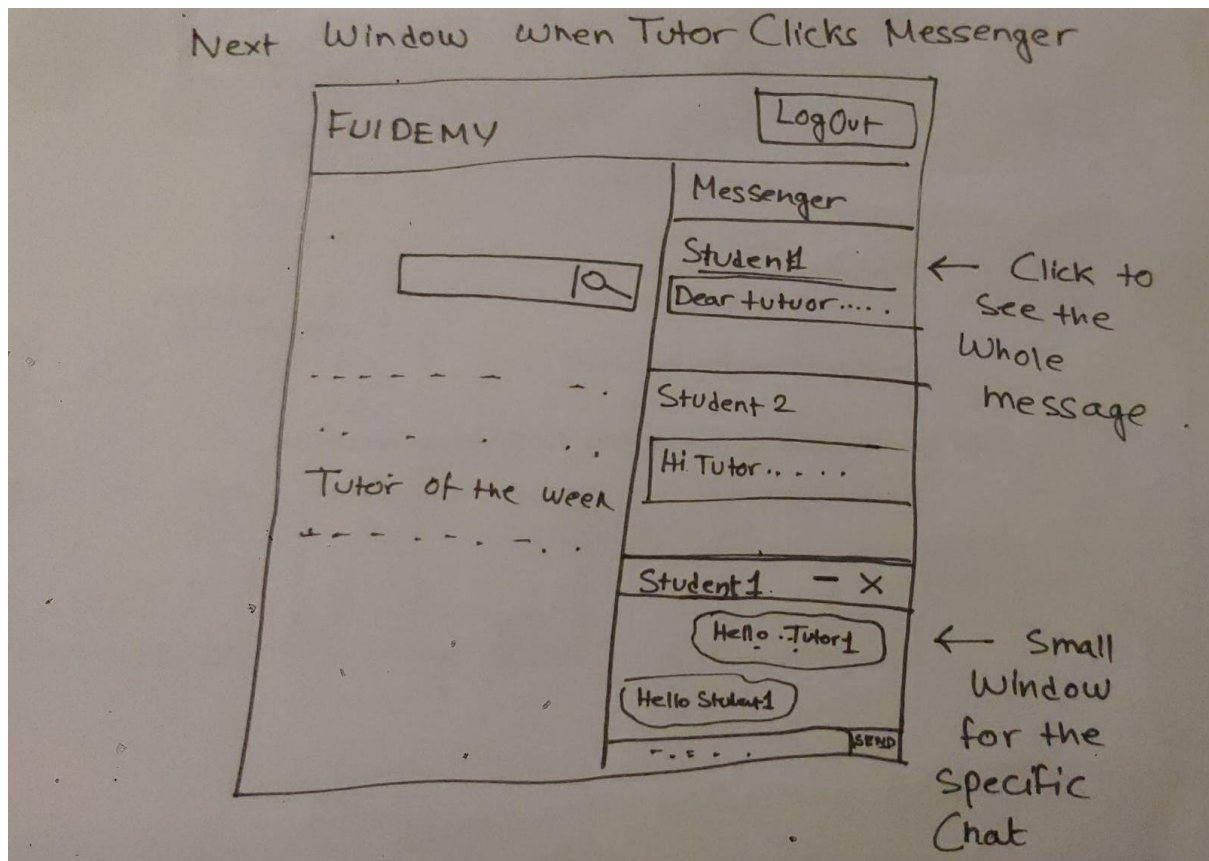 Next Window when Tutor Clicks Messenger
FUIDEMY
LogOut
Messenger
Student1
Dear tutuor.....
← Click to
see the
Whole
message
Student 2
Hi Tutor.. . . .
Tutor of the week
Student1. – X
Hello Tutor1
Hello Student1
SEND
← Small
Window
for the
specific
Chat